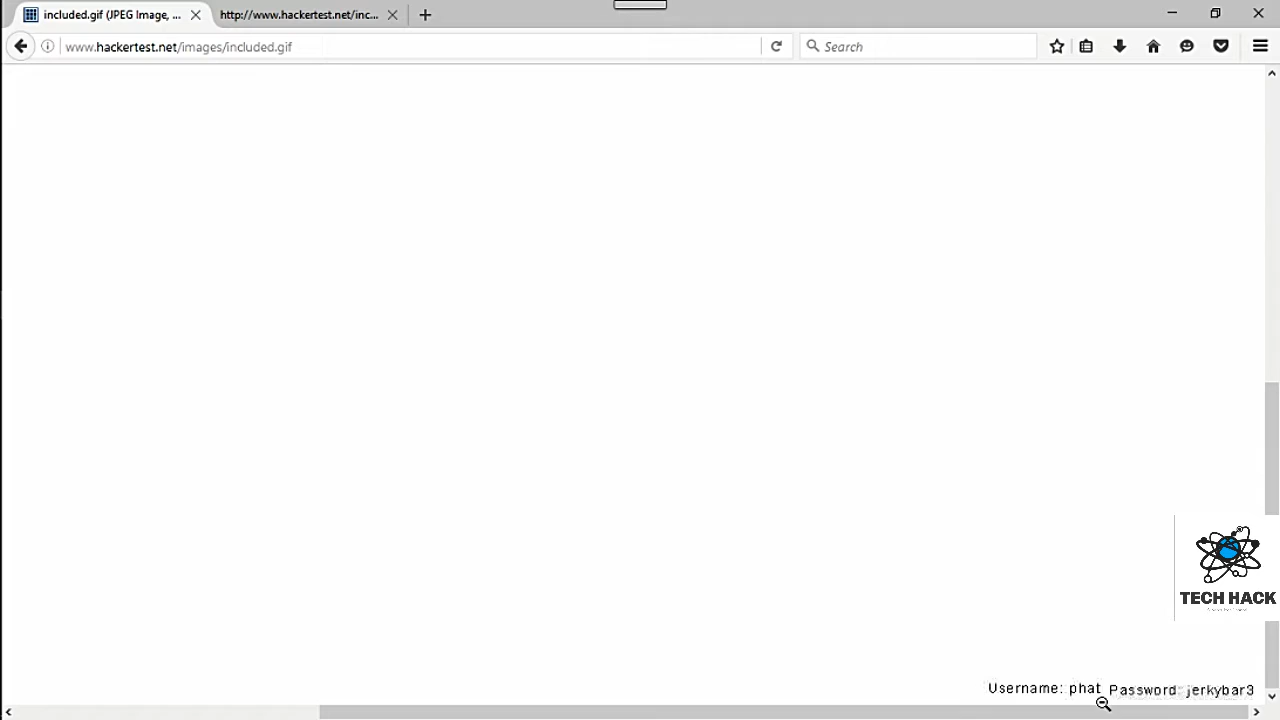 included.gif (JPEG Image, ...
http://www.hackertest.net/inc...
www.hackertest.net/images/included.gif
Search
TECH HACK
Username: phat Password: jerkybar3